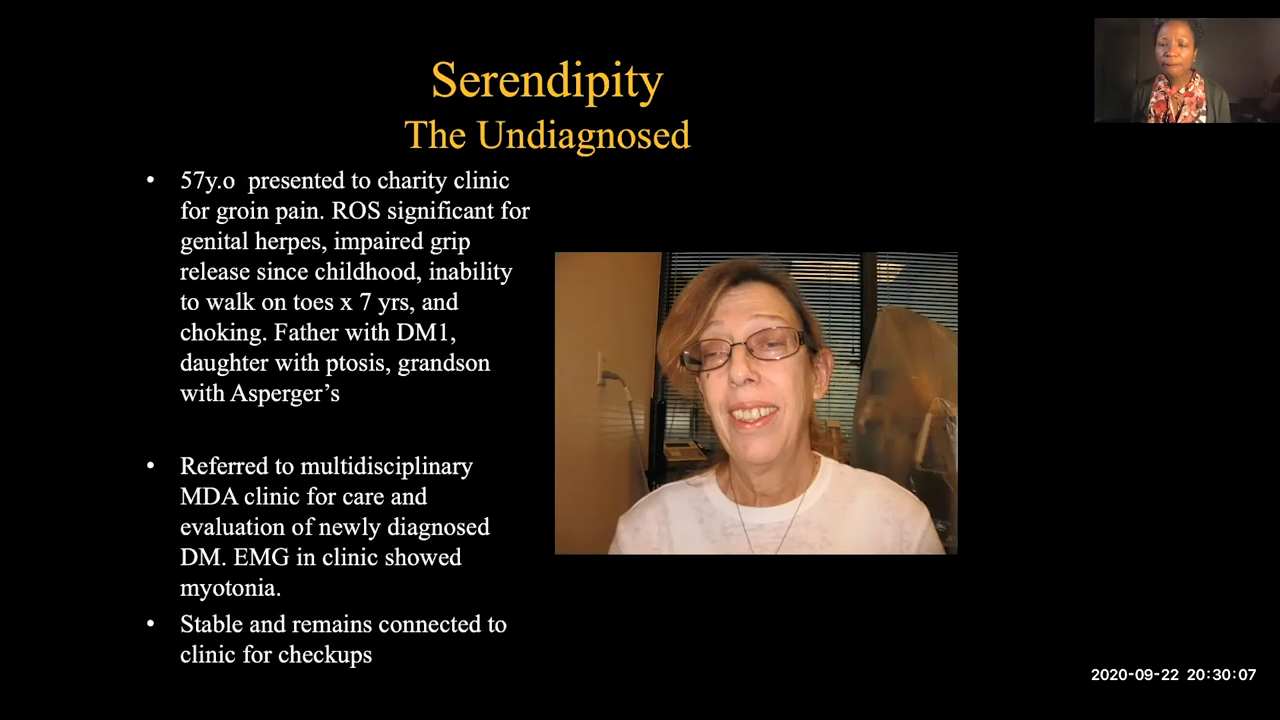 Serendipity
The Undiagnosed
• 57y.o presented to charity clinic
for groin pain. ROS significant for
genital herpes, impaired grip
release since childhood, inability
to walk on toes x 7 yrs, and
choking. Father with DM1,
daughter with ptosis, grandson
with Asperger’s
• Referred to multidisciplinary
MDA clinic for care and
evaluation of newly diagnosed
DM. EMG in clinic showed
myotonia.
• Stable and remains connected to
clinic for checkups
2020-09-22 20:30:07